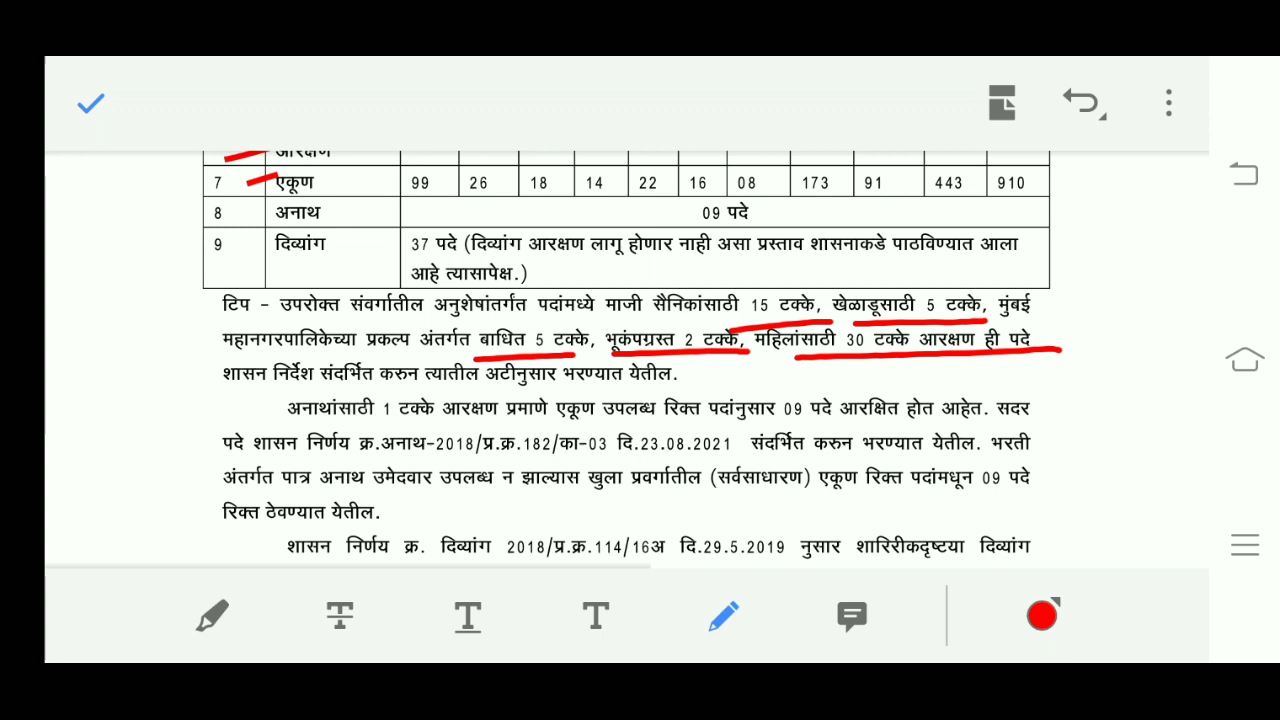 आरक्षण
7 एकूण 99 26 18 14 22 16 08 173 91 443 910
8 अनाथ 09 पदे
9 दिव्यांग 37 पदे (दिव्यांग आरक्षण लागू होणार नाही असा प्रस्ताव शासनाकडे पाठविण्यात आला
आहे त्यासापेक्ष.)
टिप - उपरोक्त संवर्गातील अनुशेषांतर्गत पदांमध्ये माजी सैनिकांसाठी 15 टक्के, खेळाडूसाठी 5 टक्के, मुंबई
महानगरपालिकेच्या प्रकल्प अंतर्गत बाधित 5 टक्के, भूकंपग्रस्त 2 टक्के, महिलांसाठी 30 टक्के आरक्षण ही पदे
शासन निर्देश संदर्भित करुन त्यातील अटीनुसार भरण्यात येतील.
अनाथांसाठी 1 टक्के आरक्षण प्रमाणे एकूण उपलब्ध रिक्त पदांनुसार 09 पदे आरक्षित होत आहेत. सदर
पदे शासन निर्णय क्र.अनाथ-2018/प्र.क्र.182/का-03 दि.23.08.2021 संदर्भित करुन भरण्यात येतील. भरती
अंतर्गत पात्र अनाथ उमेदवार उपलब्ध न झाल्यास खुला प्रवर्गातील (सर्वसाधारण) एकूण रिक्त पदांमधून 09 पदे
रिक्त ठेवण्यात येतील.
शासन निर्णय क्र. दिव्यांग 2018/प्र.क्र.114/16अ दि.29.5.2019 नुसार शारिरीकदृष्टया दिव्यांग